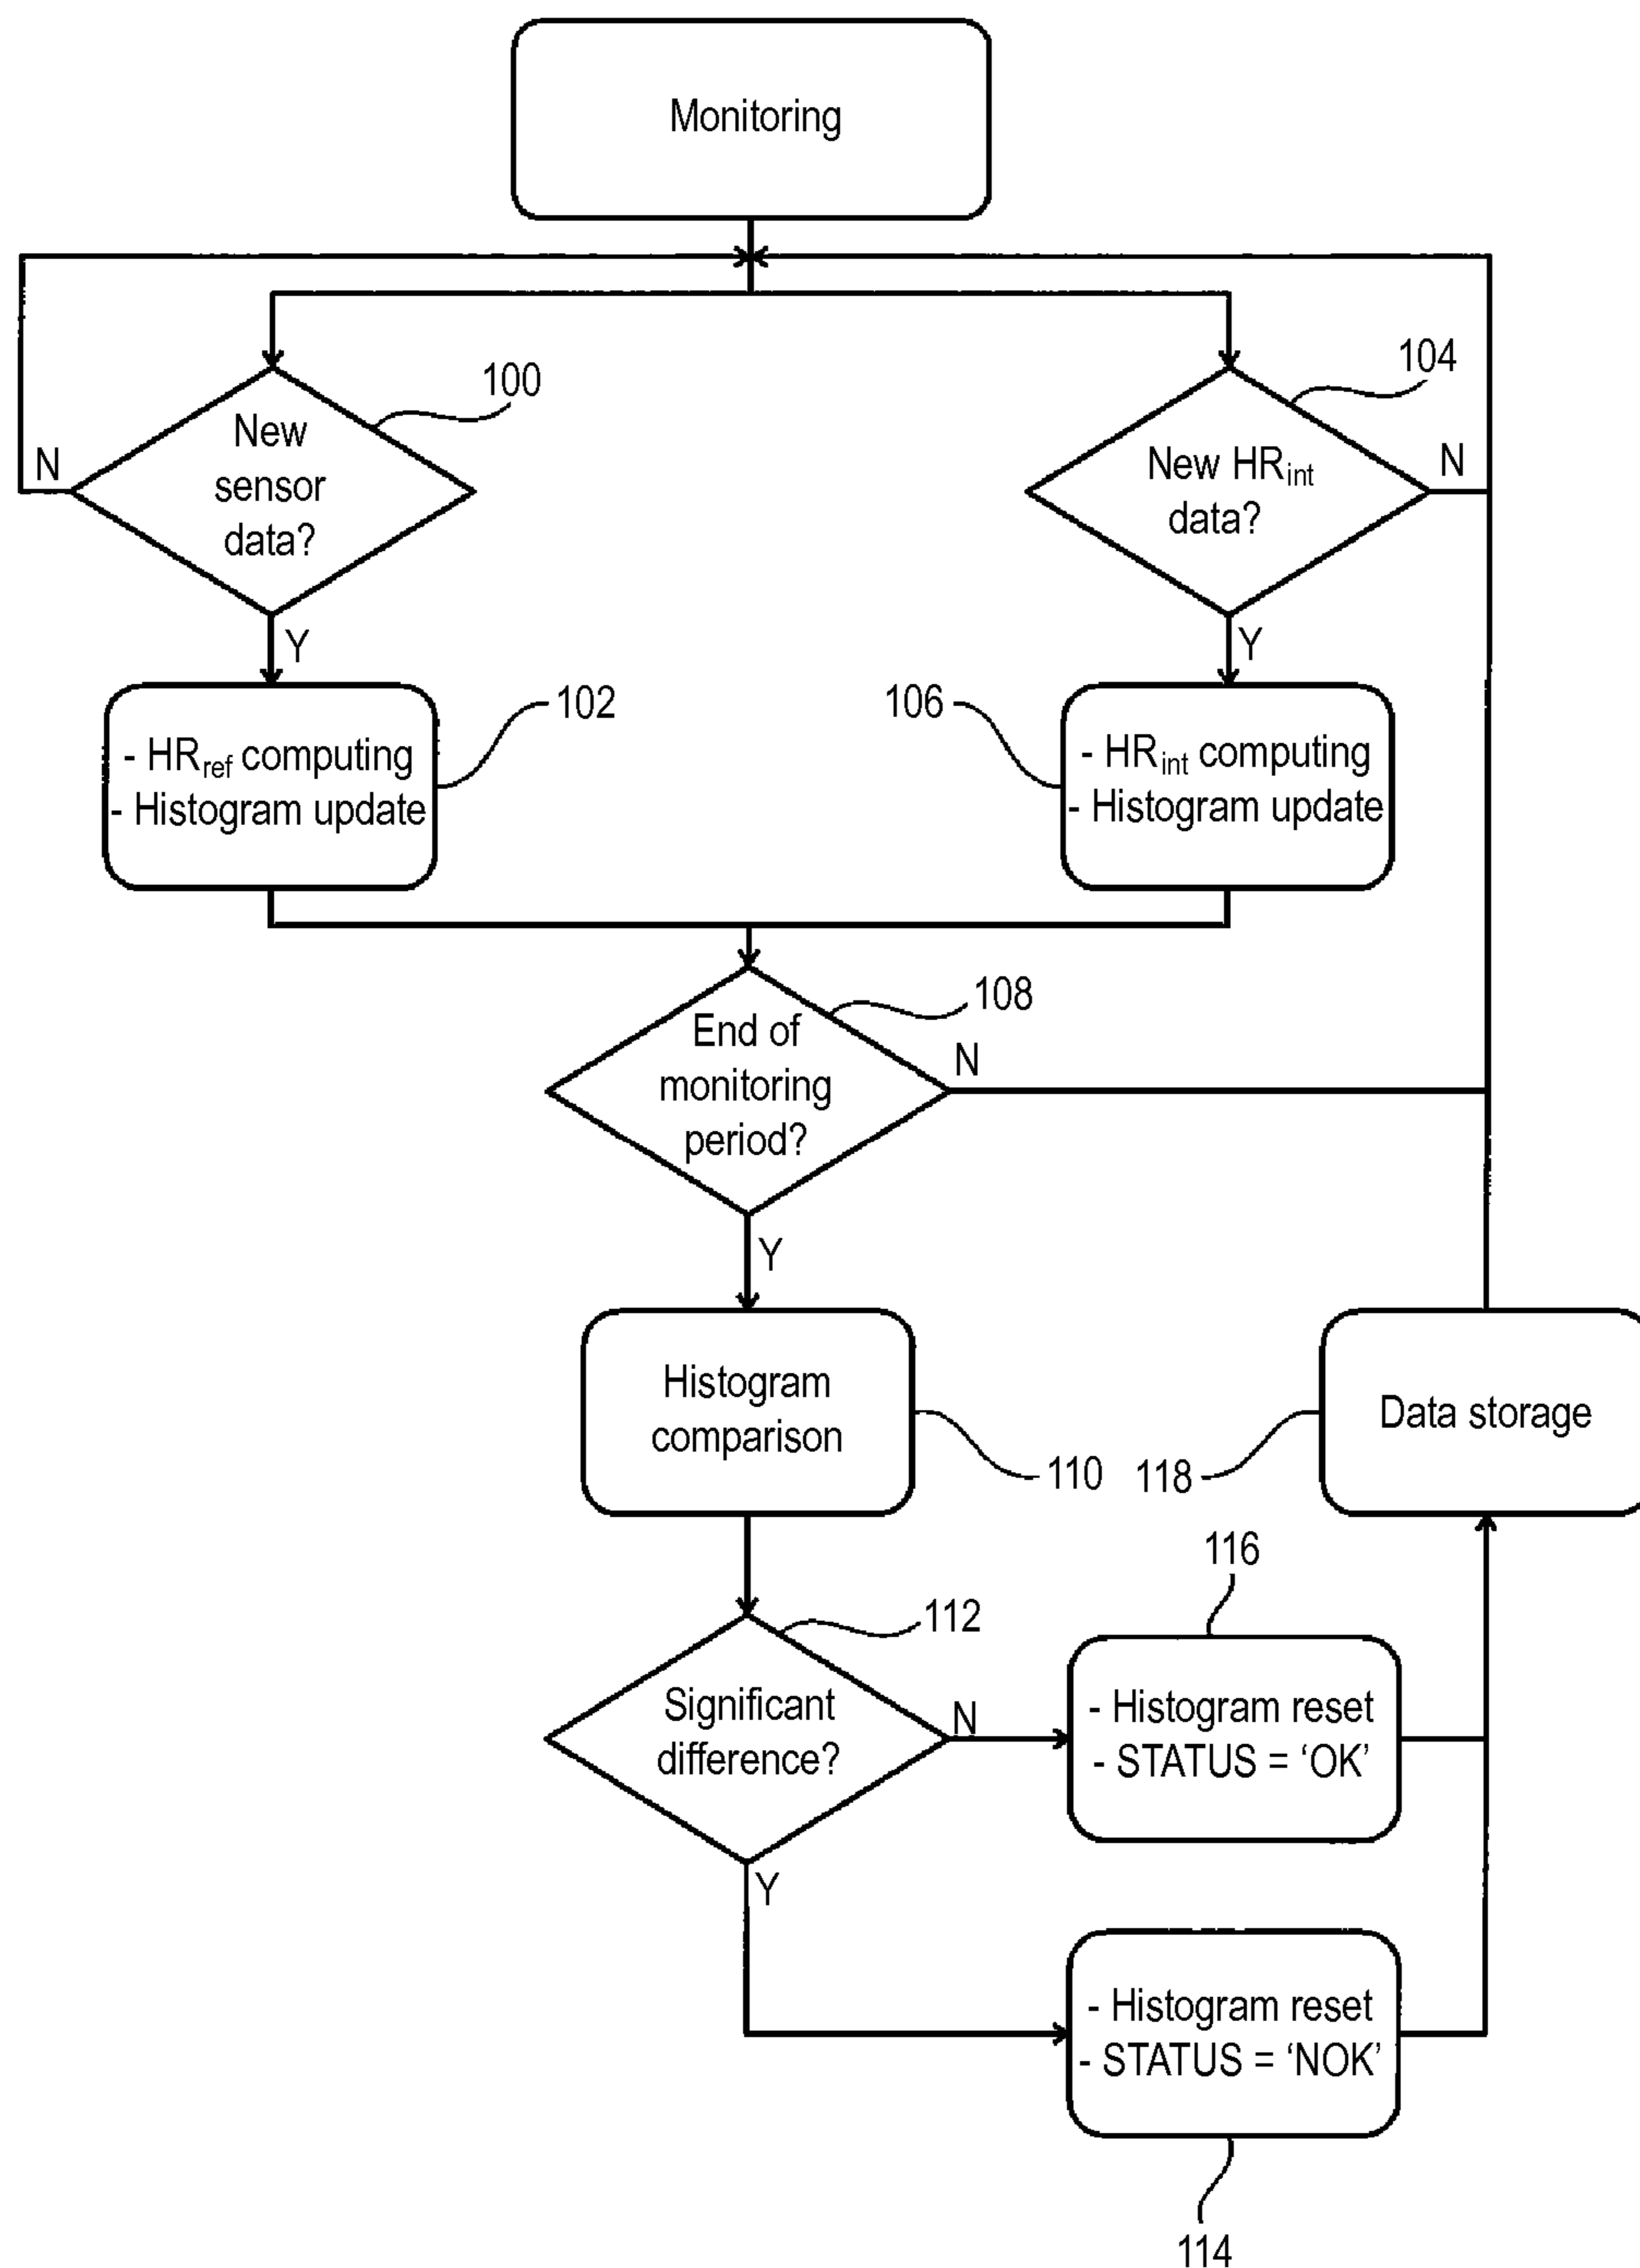 Monitoring
100
104
New
sensor
data?
New HRint
data?
N
N
Y
Y
102
106
- HRref computing
- Histogram update
- HRint computing
- Histogram update
108
End of
monitoring
period?
N
Y
Histogram
comparison
Data storage
110
118
116
112
Significant
difference?
N
- Histogram reset
- STATUS = ‘OK’
Y
- Histogram reset
- STATUS = ‘NOK’
114